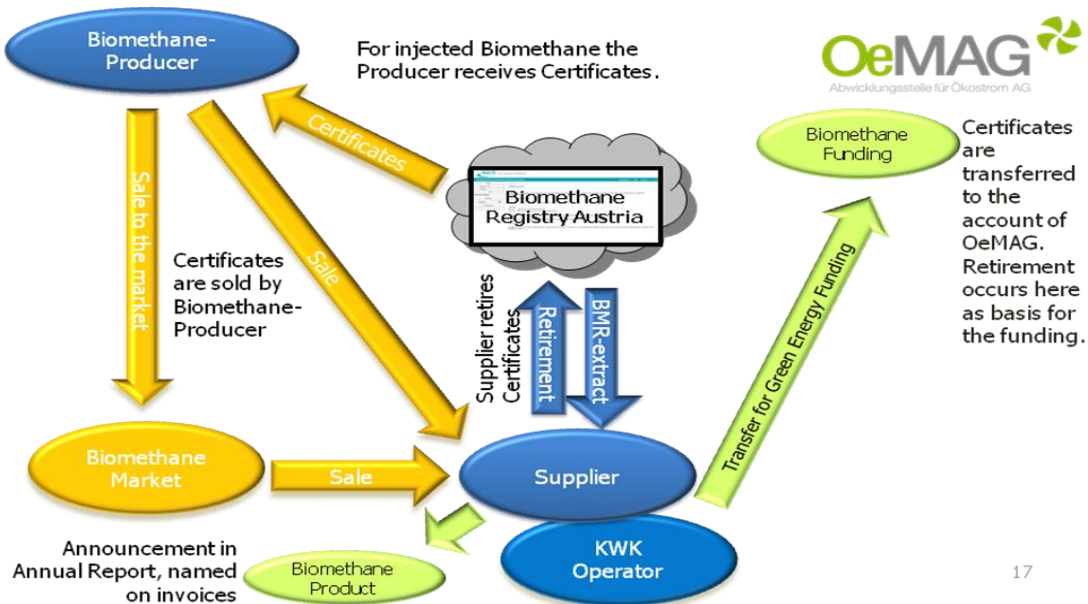 Biomethane-
Producer
For injected Biomethane the
Producer receives Certificates.
OeMAG
Abwicklungsstelle für Ökostrom AG
Certificates
Biomethane
Funding
Certificates
are
transferred
to the
account of
OeMAG.
Retirement
occurs here
as basis for
the funding.
Biomethane
Registry Austria
Sale to the market
Certificates
are sold by
Biomethane-
Producer
Sale
Supplier retires
Certificates
Retirement
BMR-extract
Transfer for Green Energy Funding
Biomethane
Market
Sale
Supplier
Announcement in
Annual Report, named
on invoices
Biomethane
Product
KWK
Operator
17